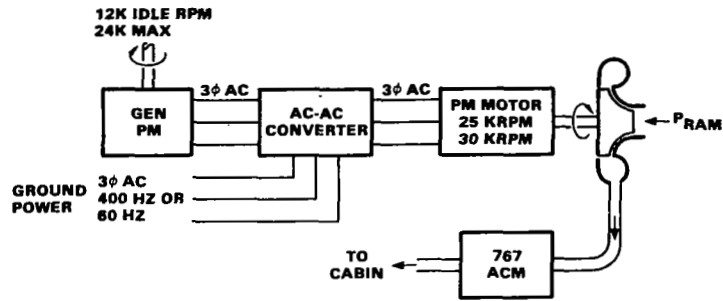 12K IDLE RPM
24K MAX
3ϕ AC
3ϕ AC
GEN
PM
AC-AC
CONVERTER
PM MOTOR
25 KRPM
30 KRPM
PRAM
GROUND
POWER
3ϕ AC
400 HZ OR
60 HZ
TO
CABIN
767
ACM